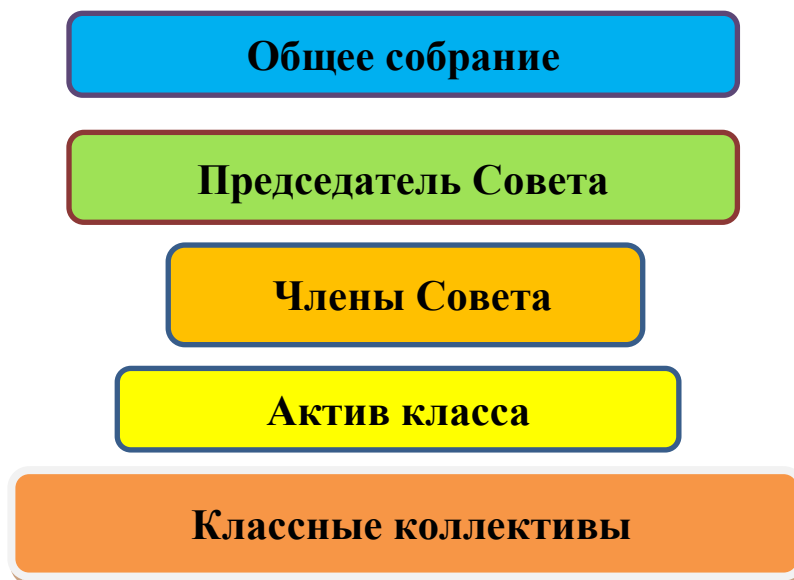 Общее собрание
Председатель Совета
Члены Совета
Актив класса
Классные коллективы